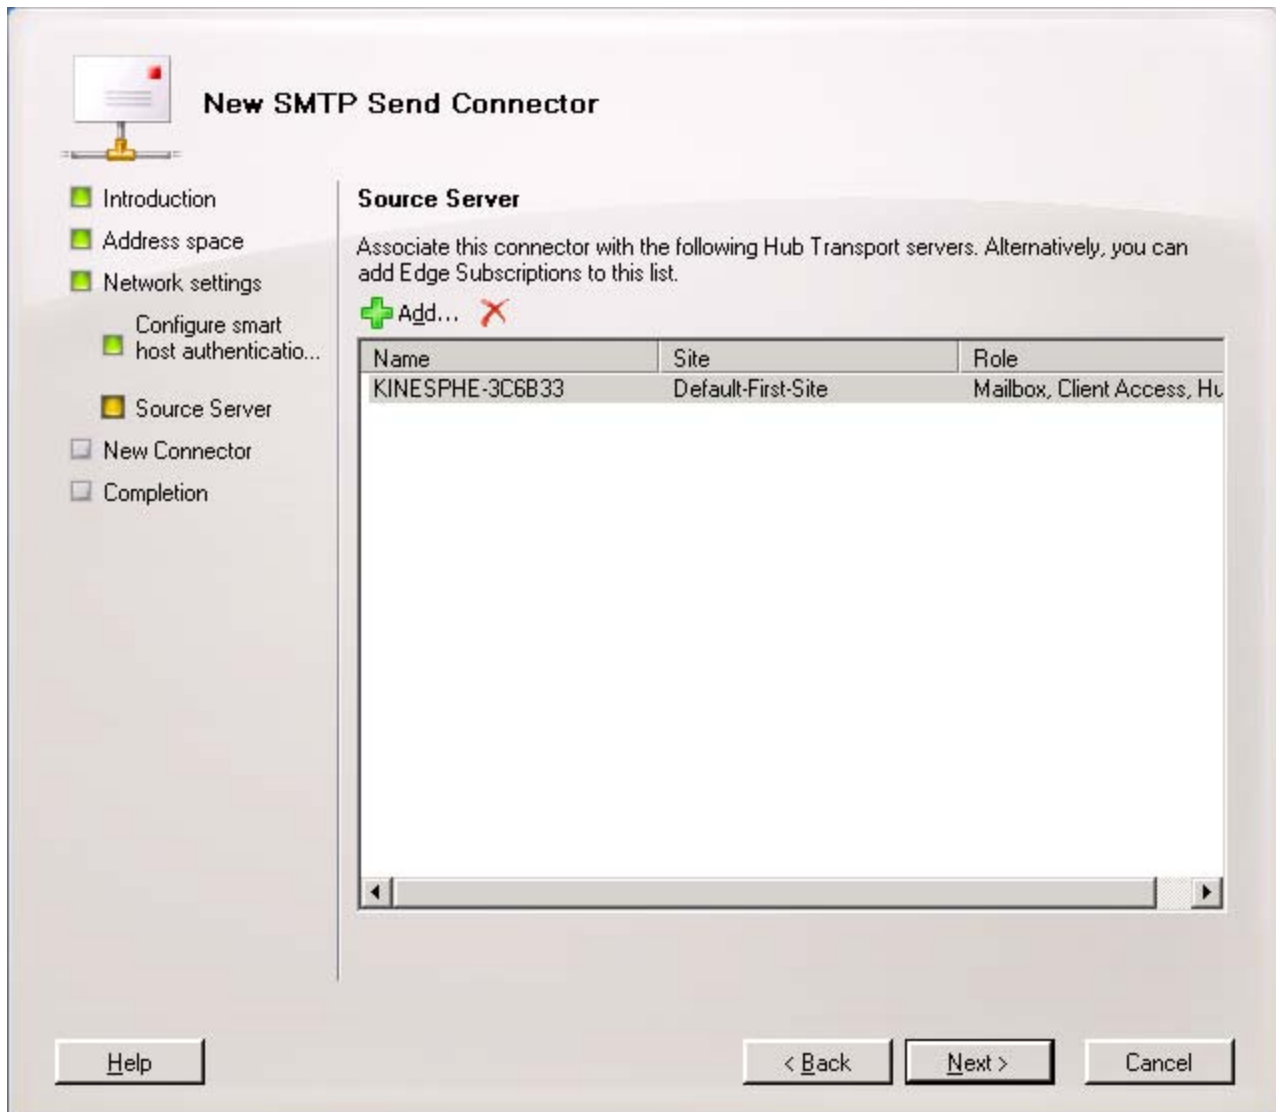 New SMTP Send Connector
Introduction
Address space
Network settings
Configure smart
host authenticatio...
Source Server
New Connector
Completion
Source Server
Associate this connector with the following Hub Transport servers. Alternatively, you can
add Edge Subscriptions to this list.
Add...
Name Site Role
KINESPHE-3C6B33 Default-First-Site Mailbox, Client Access, Hu
Help < Back Next > Cancel